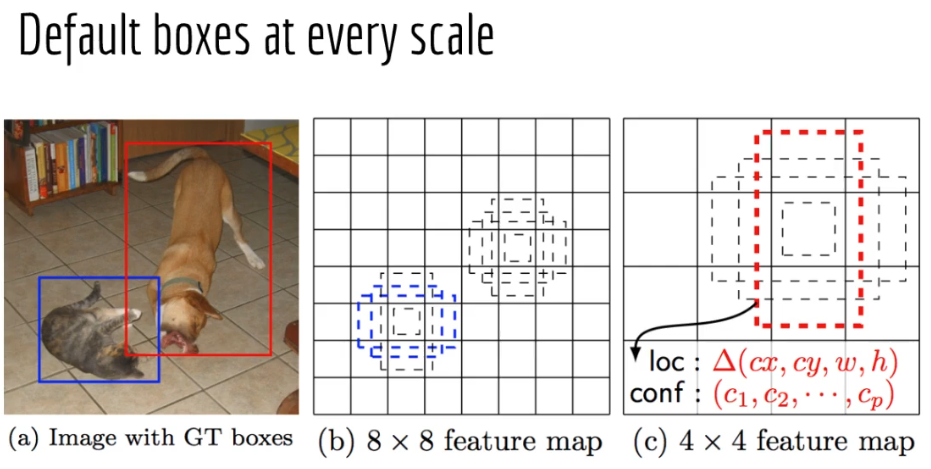 Default boxes at every scale
loc : Δ(cx, cy, w, h)
conf : (c₁, c₂, ⋯, cₚ)
(a) Image with GT boxes
(b) 8 × 8 feature map
(c) 4 × 4 feature map